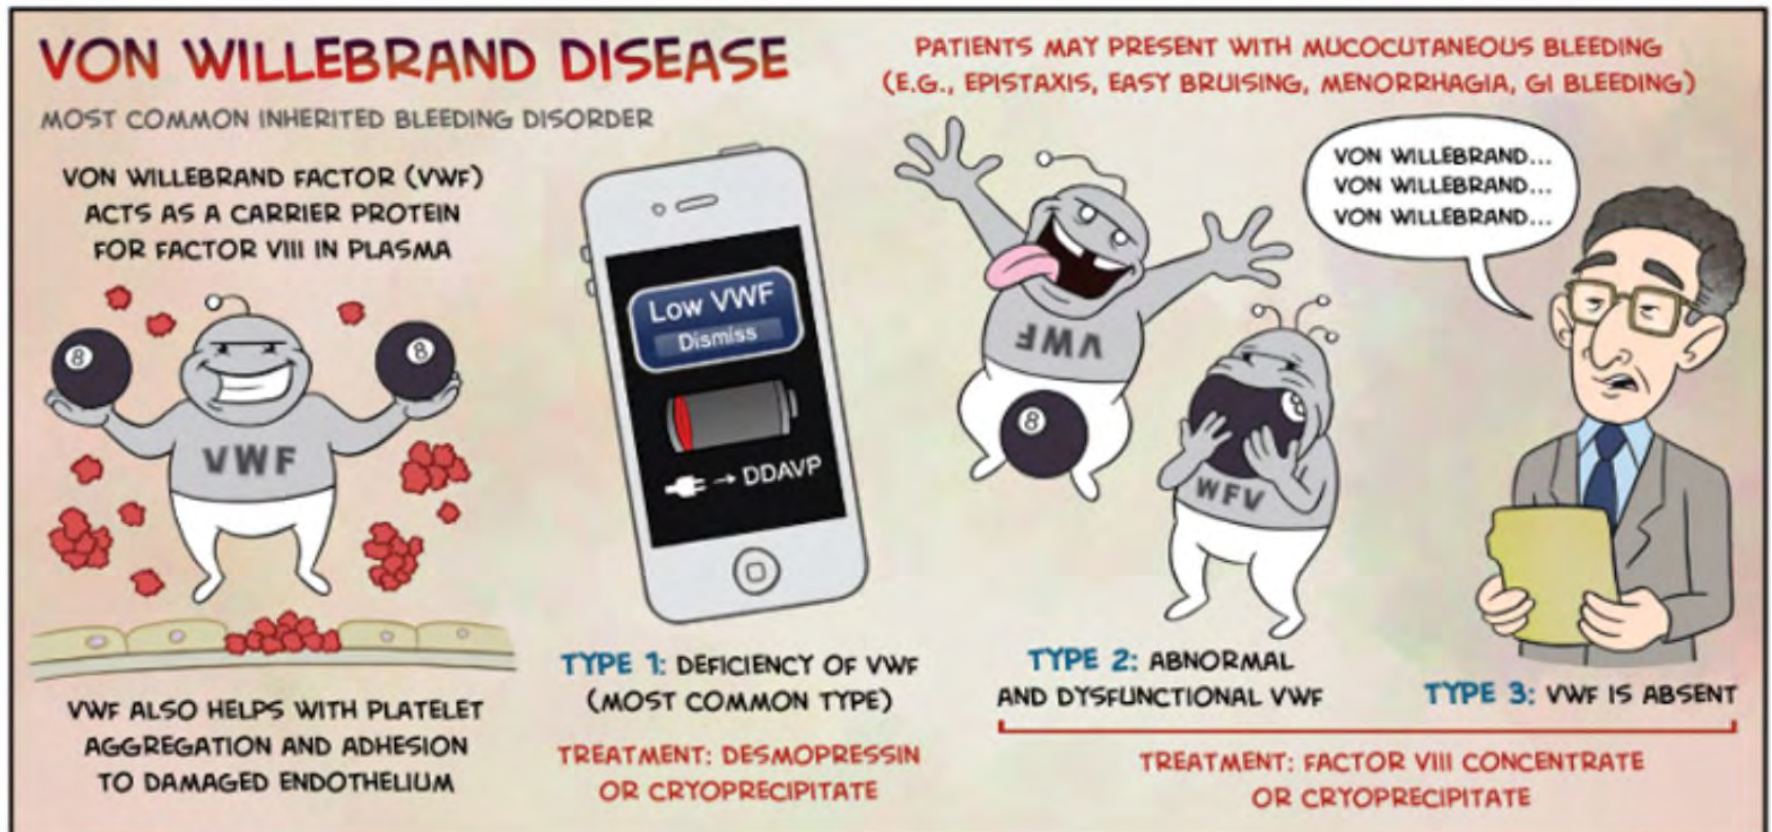 VON WILLEBRAND DISEASE
MOST COMMON INHERITED BLEEDING DISORDER
PATIENTS MAY PRESENT WITH MUCOCUTANEOUS BLEEDING
(E.G., EPISTAXIS, EASY BRUISING, MENORRHAGIA, GI BLEEDING)
VON WILLEBRAND FACTOR (VWF)
ACTS AS A CARRIER PROTEIN
FOR FACTOR VIII IN PLASMA
8
8
VWF
VWF ALSO HELPS WITH PLATELET
AGGREGATION AND ADHESION
TO DAMAGED ENDOTHELIUM
Low VWF
Dismiss
→ DDAVP
TYPE 1: DEFICIENCY OF VWF
(MOST COMMON TYPE)
TREATMENT: DESMOPRESSIN
OR CRYOPRECIPITATE
VWF
8
8
WFV
TYPE 2: ABNORMAL
AND DYSFUNCTIONAL VWF
VON WILLEBRAND...
VON WILLEBRAND...
VON WILLEBRAND...
TYPE 3: VWF IS ABSENT
TREATMENT: FACTOR VIII CONCENTRATE
OR CRYOPRECIPITATE